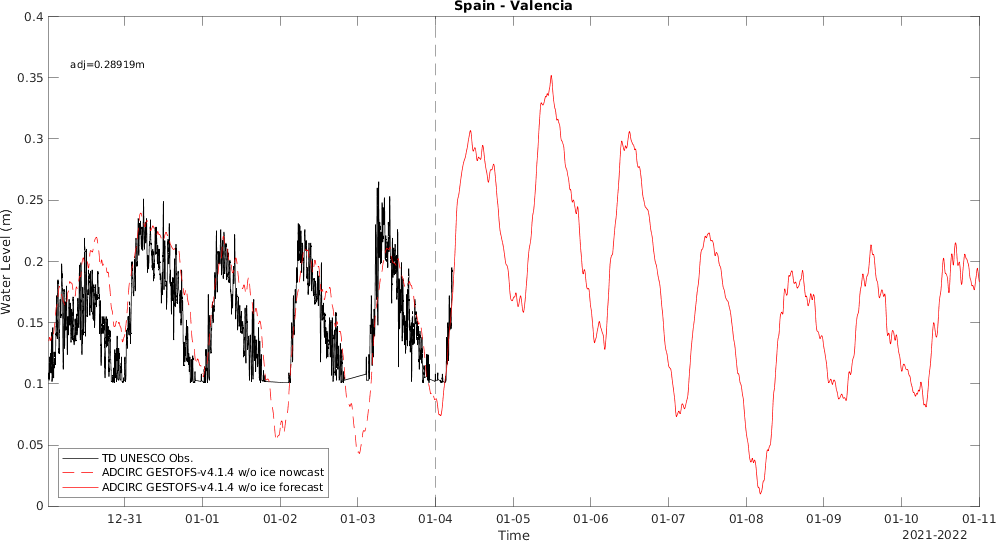 Spain - Valencia
adj=0.28919m
Water Level (m)
0.4
0.35
0.3
0.25
0.2
0.15
0.1
0.05
0
TD UNESCO Obs.
ADCIRC GESTOFS-v4.1.4 w/o ice nowcast
ADCIRC GESTOFS-v4.1.4 w/o ice forecast
12-31 01-01 01-02 01-03 01-04 01-05 01-06 01-07 01-08 01-09 01-10 01-11
Time
2021-2022